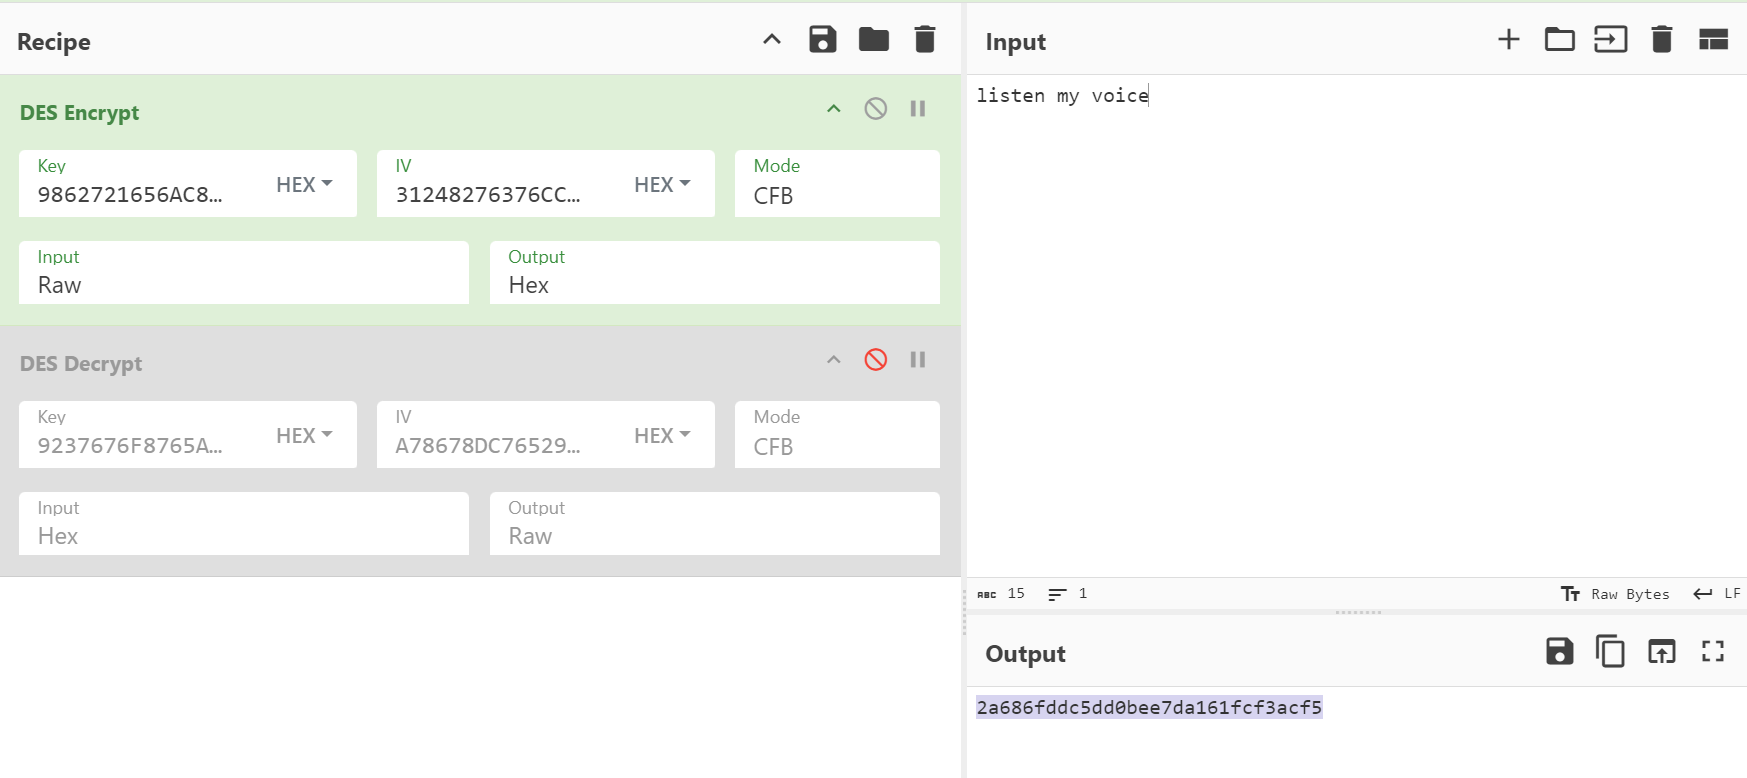 Recipe
DES Encrypt
Key
9862721656AC8…
HEX
IV
31248276376CC…
HEX
Mode
CFB
Input
Raw
Output
Hex
DES Decrypt
Key
9237676F8765A…
HEX
IV
A78678DC76529…
HEX
Mode
CFB
Input
Hex
Output
Raw
Input
listen my voice
ABC 15 1
Raw Bytes LF
Output
2a686fddc5dd0bee7da161fcf3acf5